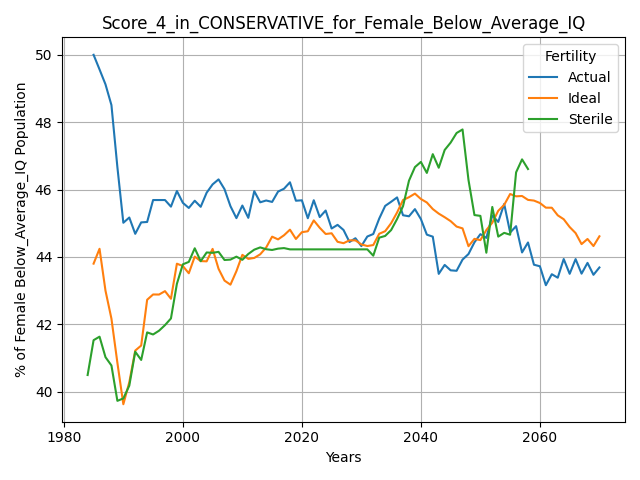 Score_4_in_CONSERVATIVE_for_Female_Below_Average_IQ
% of Female Below_Average_IQ Population
50
48
46
44
42
40
Fertility
Actual
Ideal
Sterile
1980
2000
2020
2040
2060
Years